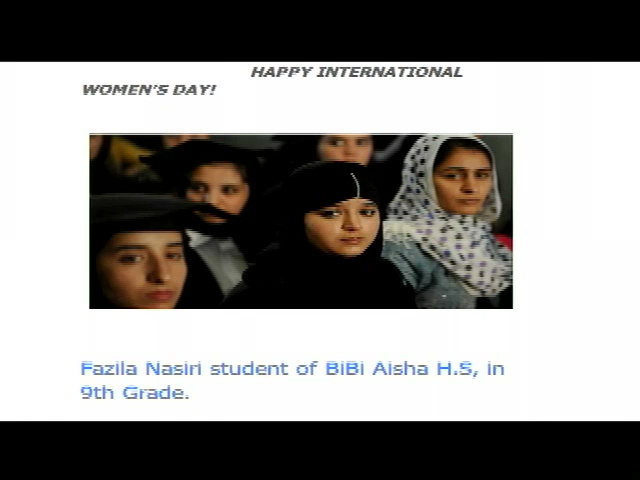 HAPPY INTERNATIONAL
WOMEN'S DAY!
Fazila Nasiri student of BiBi Aisha H.S, in
9th Grade.